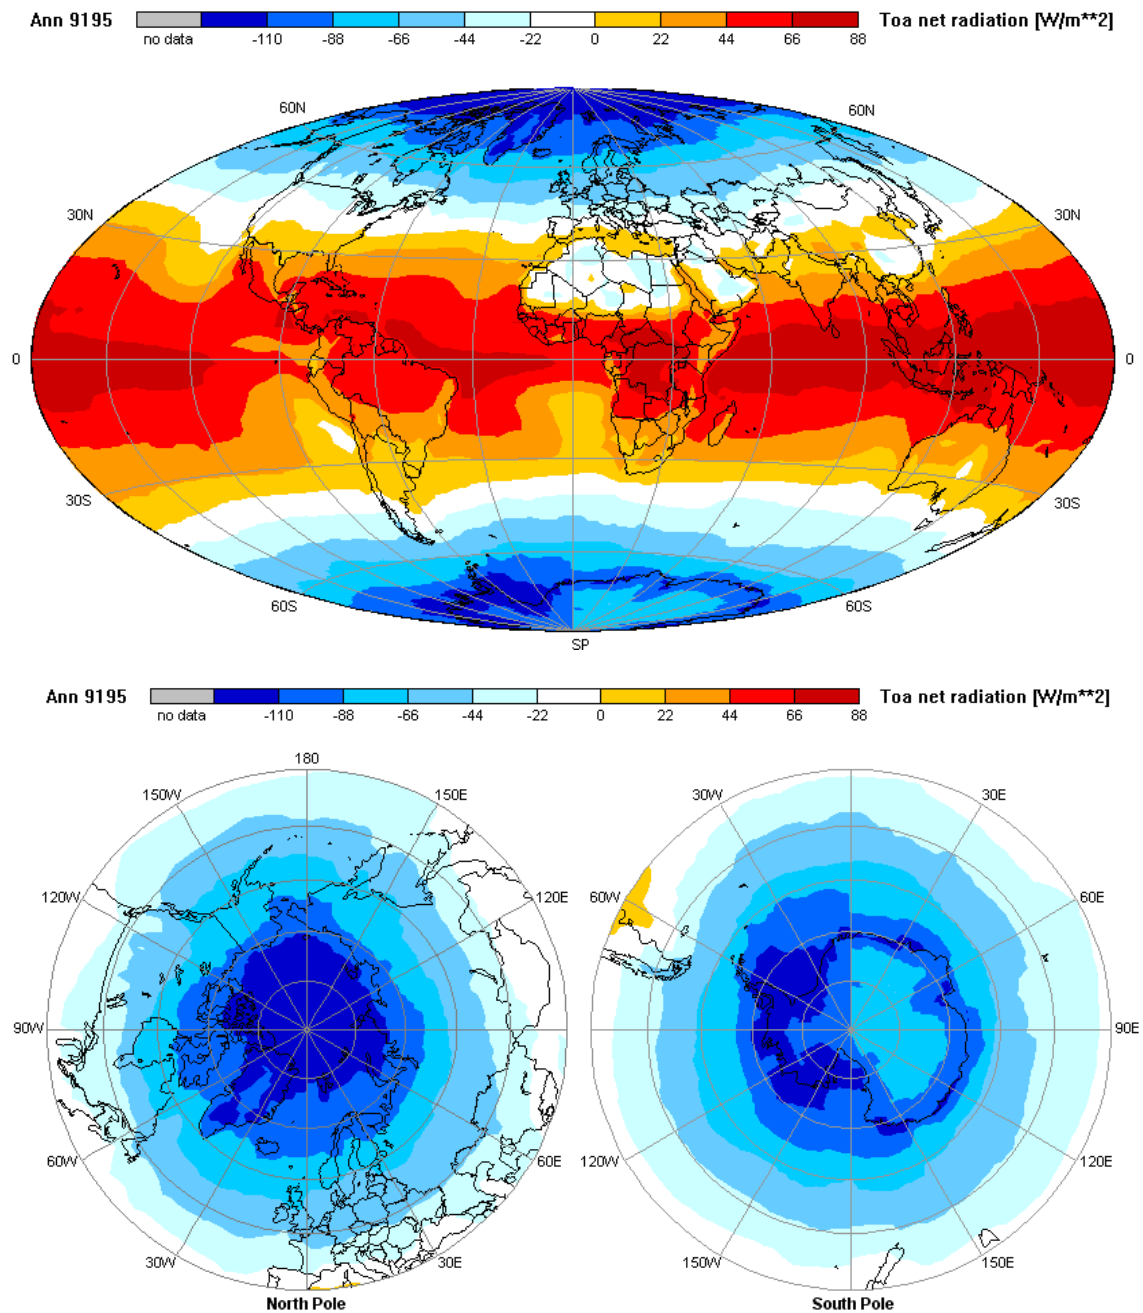 Ann 9195 Toa net radiation [W/m**2]
no data -110 -88 -66 -44 -22 0 22 44 66 88
60N 60N
30N 30N
0 0
30S 30S
60S 60S
SP
Ann 9195 Toa net radiation [W/m**2]
no data -110 -88 -66 -44 -22 0 22 44 66 88
180
150W 150E 30W 30E
120W 120E 60W 60E
90W 90E
60W 60E 120W 120E
30W 30E 150W 150E
North Pole South Pole